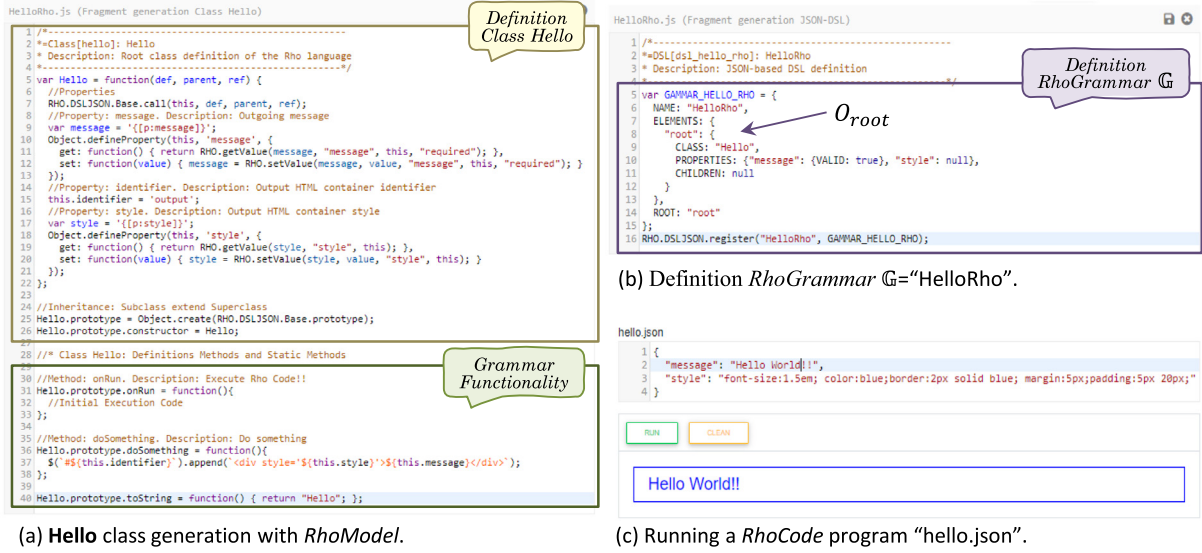 HelloRho.js (Fragment generation Class Hello)
Definition
Class Hello
1 /*------------------------------------------------------
2 *=Class[hello]: Hello
3 * Description: Root class definition of the Rho language
4 *------------------------------------------------------*/
5 var Hello = function(def, parent, ref) {
6 //Properties
7 RHO.DSLJSON.Base.call(this, def, parent, ref);
8 //Property: message. Description: Outgoing message
9 var message = '{[p:message]}';
10 Object.defineProperty(this, 'message', {
11 get: function() { return RHO.getValue(message, "message", this, "required"); },
12 set: function(value) { message = RHO.setValue(message, value, "message", this, "required"); }
13 });
14 //Property: identifier. Description: Output HTML container identifier
15 this.identifier = 'output';
16 //Property: style. Description: Output HTML container style
17 var style = '{[p:style]}';
18 Object.defineProperty(this, 'style', {
19 get: function() { return RHO.getValue(style, "style", this); },
20 set: function(value) { style = RHO.setValue(style, value, "style", this); }
21 });
22 };
23
24 //Inheritance: Subclass extend Superclass
25 Hello.prototype = Object.create(RHO.DSLJSON.Base.prototype);
26 Hello.prototype.constructor = Hello;
27
28 //* Class Hello: Definitions Methods and Static Methods
29
Grammar
Functionality
30 //Method: onRun. Description: Execute Rho Code!!
31 Hello.prototype.onRun = function(){
32 //Initial Execution Code
33 };
34
35 //Method: doSomething. Description: Do something
36 Hello.prototype.doSomething = function(){
37 $(`#${this.identifier}`).append(`<div style='${this.style}'>${this.message}</div>`);
38 };
39
40 Hello.prototype.toString = function() { return "Hello"; };
(a) Hello class generation with RhoModel.
HelloRho.js (Fragment generation JSON-DSL)
1 /*------------------------------------------------------
2 *=DSL[dsl_hello_rho]: HelloRho
3 * Description: JSON-based DSL definition
4 *------------------------------------------------------*/
Definition
RhoGrammar 𝔾
5 var GAMMAR_HELLO_RHO = {
6 NAME: "HelloRho",
7 ELEMENTS: {
8 "root": {
9 CLASS: "Hello",
10 PROPERTIES: {"message": {VALID: true}, "style": null},
11 CHILDREN: null
12 }
13 },
14 ROOT: "root"
15 };
16 RHO.DSLJSON.register("HelloRho", GAMMAR_HELLO_RHO);
O_root
(b) Definition RhoGrammar 𝔾=“HelloRho”.
hello.json
1 {
2 "message": "Hello World!!",
3 "style": "font-size:1.5em; color:blue;border:2px solid blue; margin:5px;padding:5px 20px;"
4 }
RUN CLEAN
Hello World!!
(c) Running a RhoCode program “hello.json”.